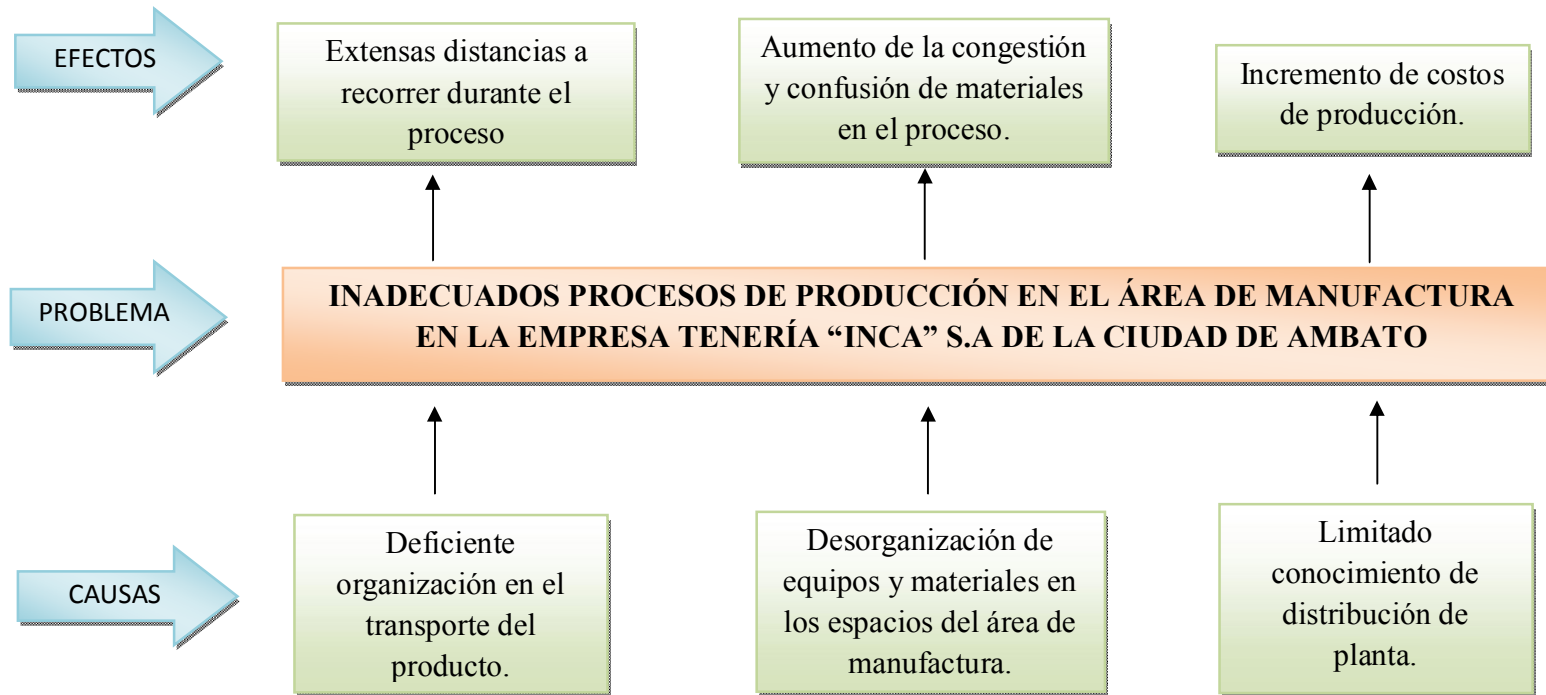 EFECTOS
Extensas distancias a
recorrer durante el
proceso
Aumento de la congestión
y confusión de materiales
en el proceso.
Incremento de costos
de producción.
PROBLEMA
INADECUADOS PROCESOS DE PRODUCCIÓN EN EL ÁREA DE MANUFACTURA
EN LA EMPRESA TENERÍA “INCA” S.A DE LA CIUDAD DE AMBATO
CAUSAS
Deficiente
organización en el
transporte del
producto.
Desorganización de
equipos y materiales en
los espacios del área de
manufactura.
Limitado
conocimiento de
distribución de
planta.